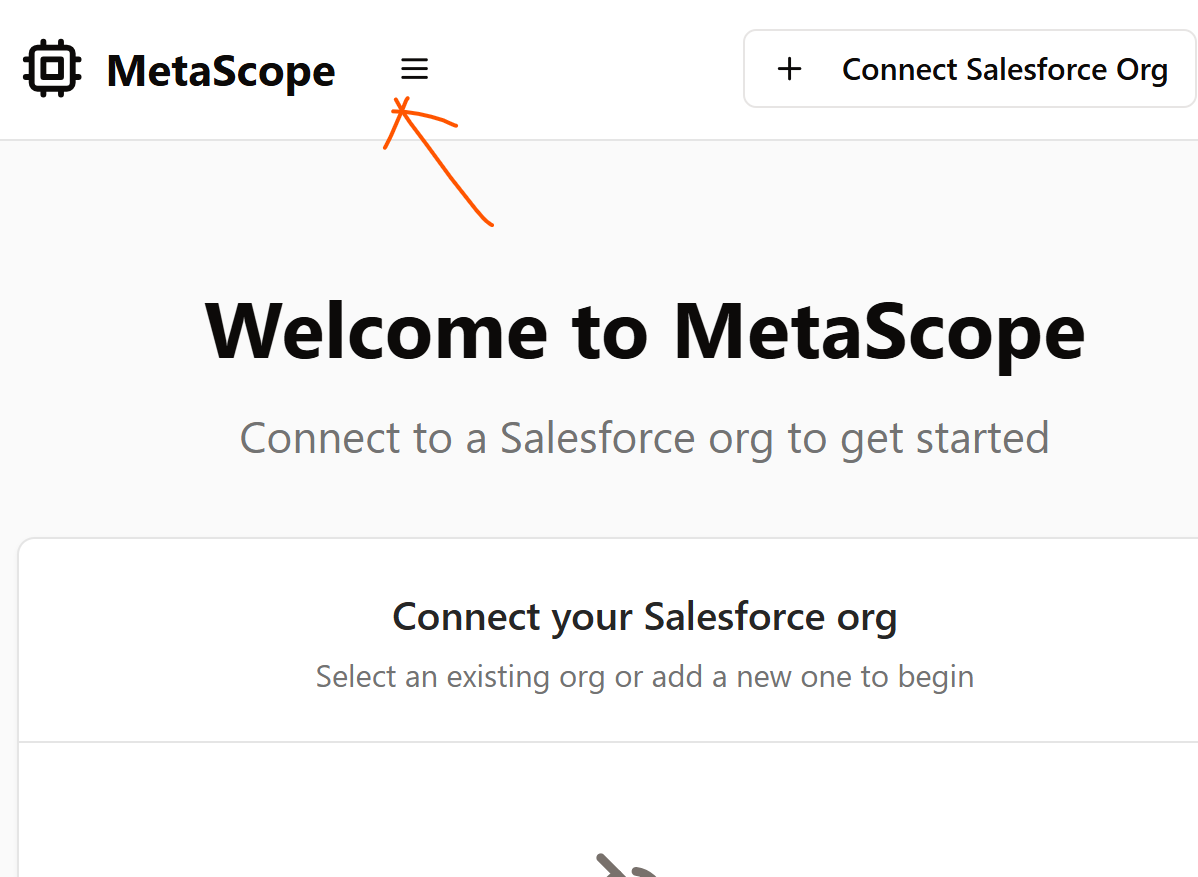 MetaScope
Connect Salesforce Org
Welcome to MetaScope
Connect to a Salesforce org to get started
Connect your Salesforce org
Select an existing org or add a new one to begin